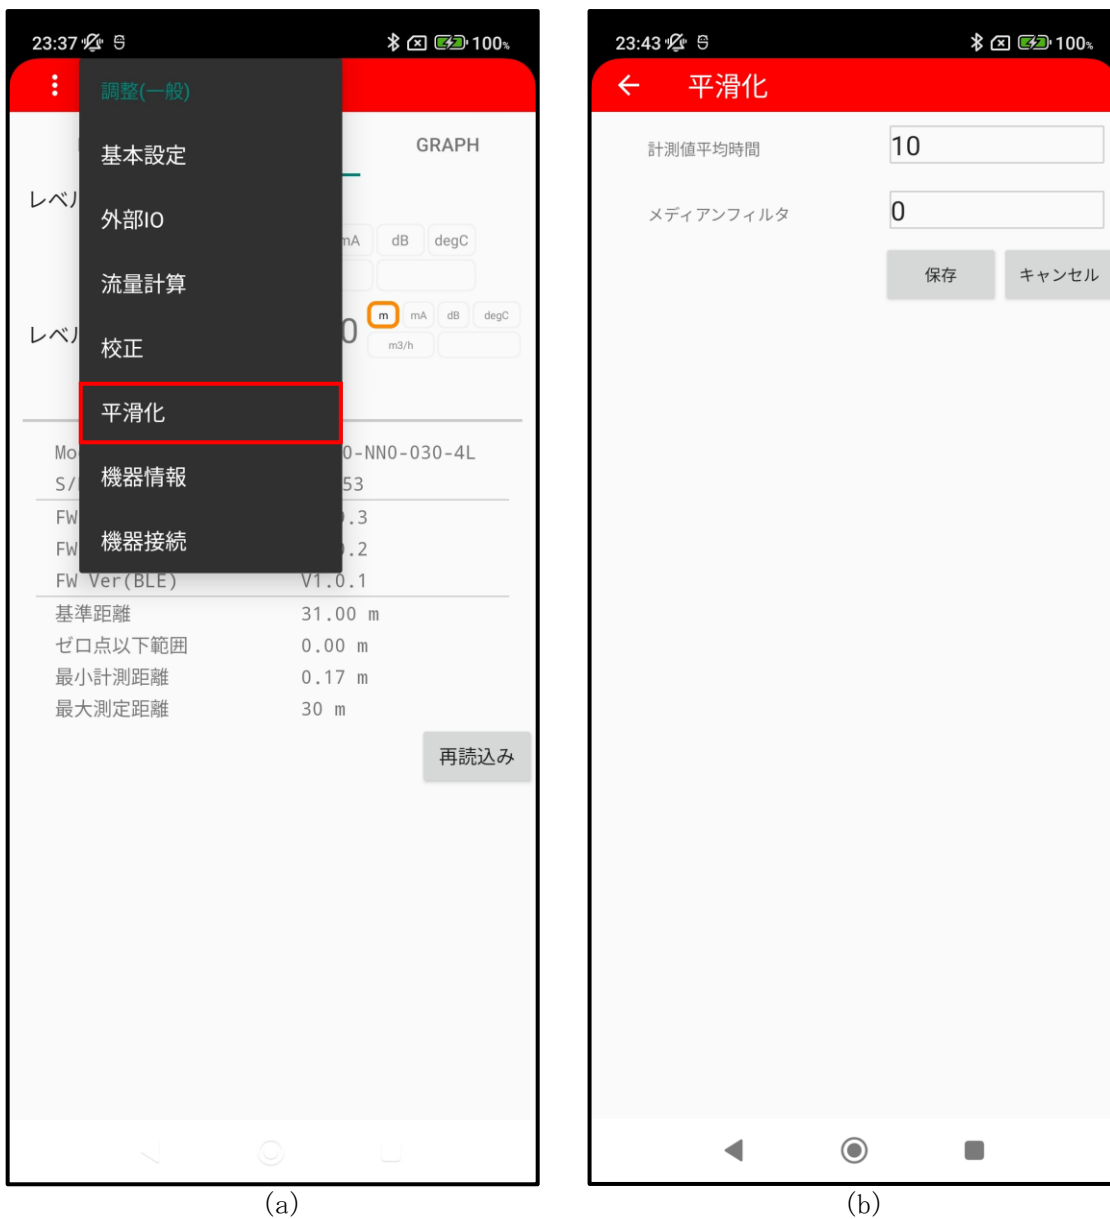 23:37
100%
調整(一般)
基本設定
外部IO
流量計算
校正
平滑化
機器情報
機器接続
GRAPH
レベル
mA dB degC
レベル
0
m mA dB degC
m3/h
Mo 0-NN0-030-4L
S/ 53
FW .3
FW .2
FW Ver(BLE) V1.0.1
基準距離 31.00 m
ゼロ点以下範囲 0.00 m
最小計測距離 0.17 m
最大測定距離 30 m
再読込み
(a)
23:43
100%
平滑化
計測値平均時間 10
メディアンフィルタ 0
保存 キャンセル
(b)